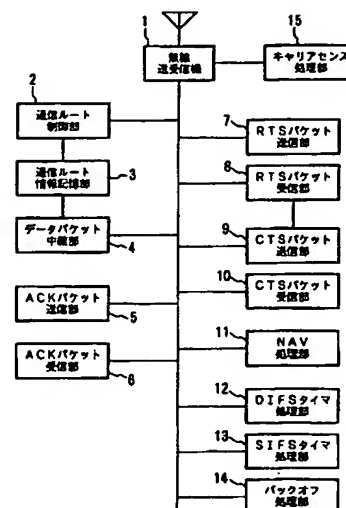 1
無線
送受信機
15
キャリアセンス
処理部
2
通信ルート
制御部
3
通信ルート
情報記憶部
4
データパケット
中継部
5
ACKパケット
送信部
6
ACKパケット
受信部
7
RTSパケット
送信部
8
RTSパケット
受信部
9
CTSパケット
送信部
10
CTSパケット
受信部
11
NAV
処理部
12
DIFSタイマ
処理部
13
SIFSタイマ
処理部
14
バックオフ
処理部